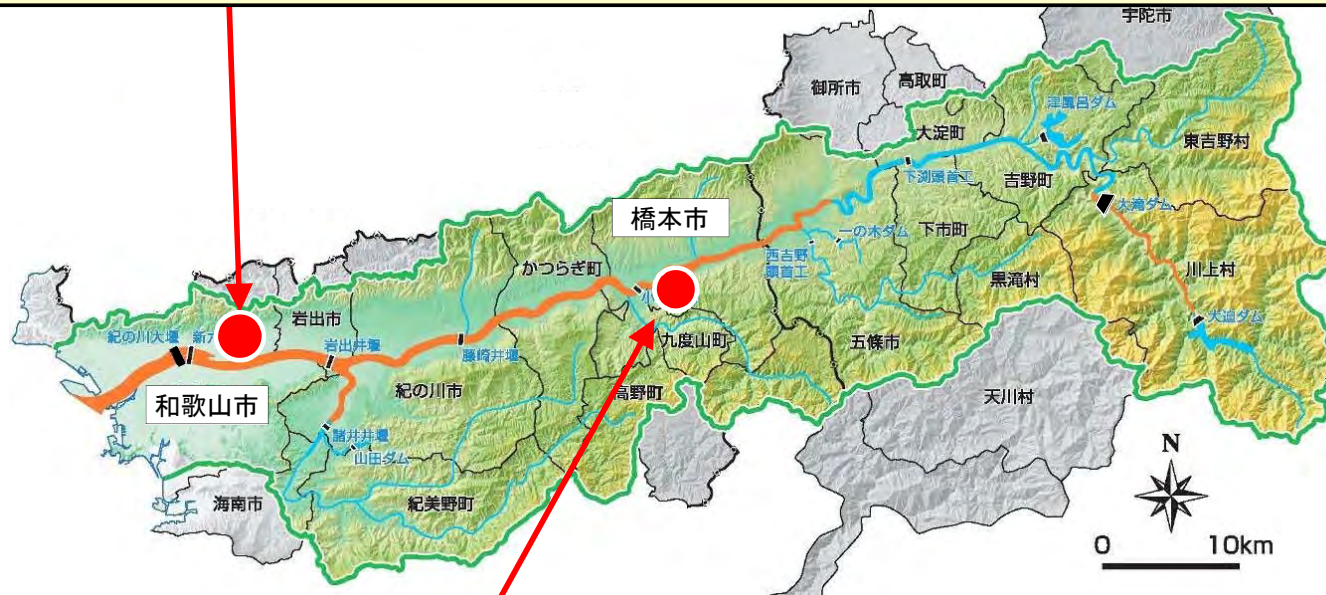 宇陀市
御所市
高取町
大淀町
津風呂ダム
東吉野村
下渕頭首工
吉野町
大滝ダム
橋本市
一の木ダム
下市町
西吉野
頭首工
かつらぎ町
黒滝村
川上村
大迫ダム
小
岩出市
紀の川大堰
新六
岩出井堰
藤崎井堰
九度山町
五條市
紀の川市
高野町
天川村
和歌山市
諸井井堰
山田ダム
海南市
紀美野町
N
0 10km